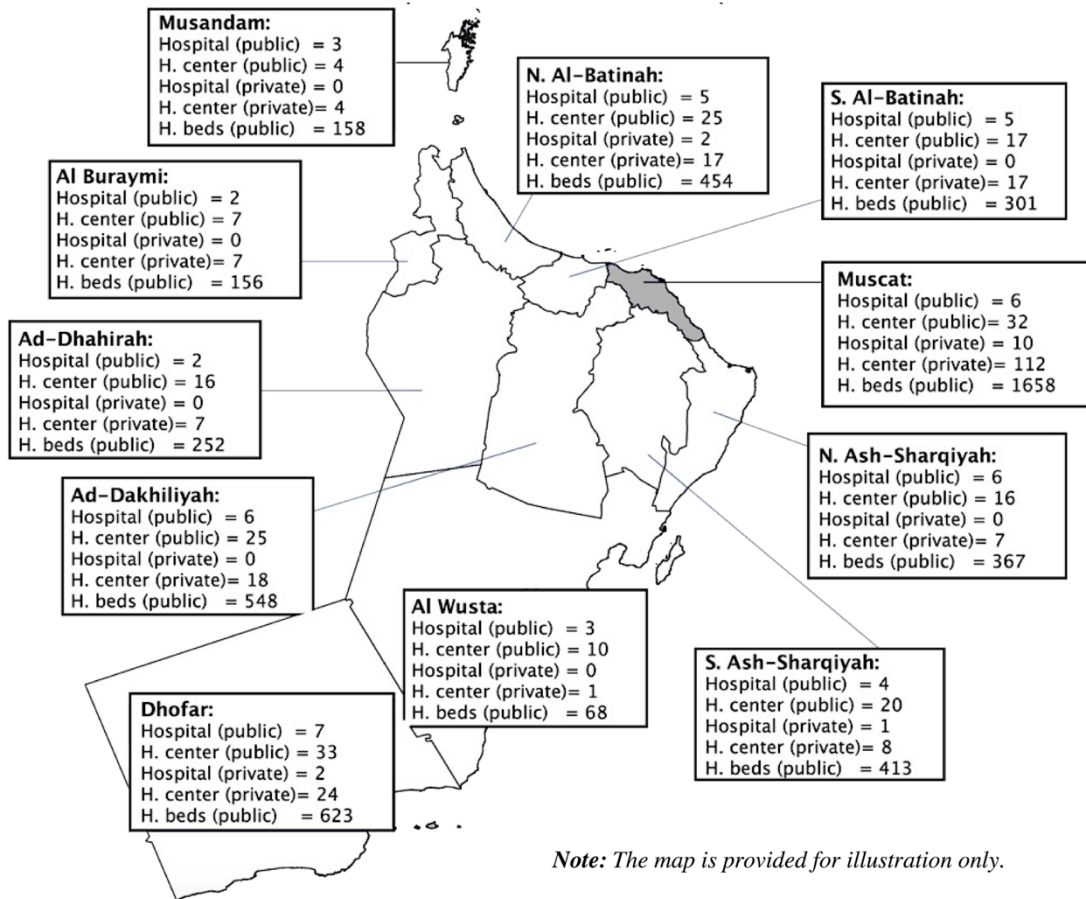 Musandam:
Hospital (public) = 3
H. center (public) = 4
Hospital (private) = 0
H. center (private) = 4
H. beds (public) = 158
N. Al-Batinah:
Hospital (public) = 5
H. center (public) = 25
Hospital (private) = 2
H. center (private)= 17
H. beds (public) = 454
S. Al-Batinah:
Hospital (public) = 5
H. center (public) = 17
Hospital (private) = 0
H. center (private)= 17
H. beds (public) = 301
Al Buraymi:
Hospital (public) = 2
H. center (public) = 7
Hospital (private) = 0
H. center (private)= 7
H. beds (public) = 156
Muscat:
Hospital (public) = 6
H. center (public)= 32
Hospital (private) = 10
H. center (private)= 112
H. beds (public) = 1658
Ad-Dhahirah:
Hospital (public) = 2
H. center (public) = 16
Hospital (private) = 0
H. center (private)= 7
H. beds (public) = 252
N. Ash-Sharqiyah:
Hospital (public) = 6
H. center (public) = 16
Hospital (private) = 0
H. center (private) = 7
H. beds (public) = 367
Ad-Dakhiliyah:
Hospital (public) = 6
H. center (public) = 25
Hospital (private) = 0
H. center (private)= 18
H. beds (public) = 548
Al Wusta:
Hospital (public) = 3
H. center (public) = 10
Hospital (private) = 0
H. center (private)= 1
H. beds (public) = 68
S. Ash-Sharqiyah:
Hospital (public) = 4
H. center (public) = 20
Hospital (private) = 1
H. center (private)= 8
H. beds (public) = 413
Dhofar:
Hospital (public) = 7
H. center (public) = 33
Hospital (private) = 2
H. center (private)= 24
H. beds (public) = 623
Note: The map is provided for illustration only.